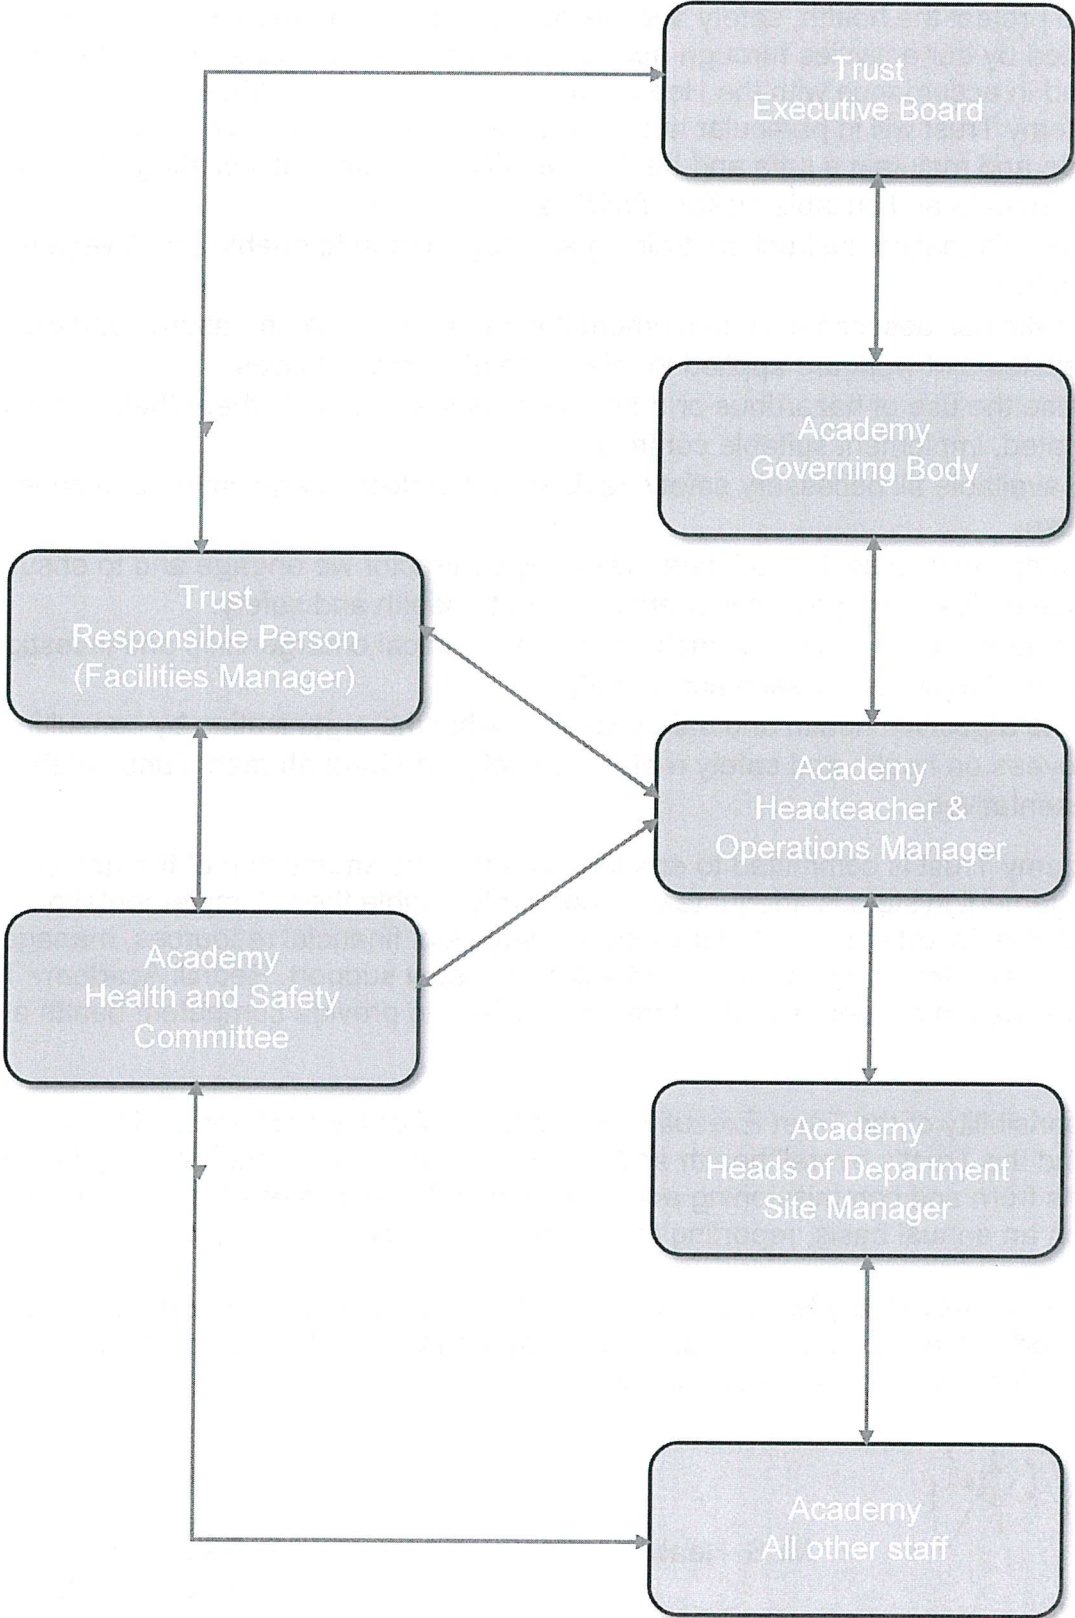 Trust
Executive Board
Academy
Governing Body
Trust
Responsible Person
(Facilities Manager)
Academy
Headteacher &
Operations Manager
Academy
Health and Safety
Committee
Academy
Heads of Department
Site Manager
Academy
All other staff